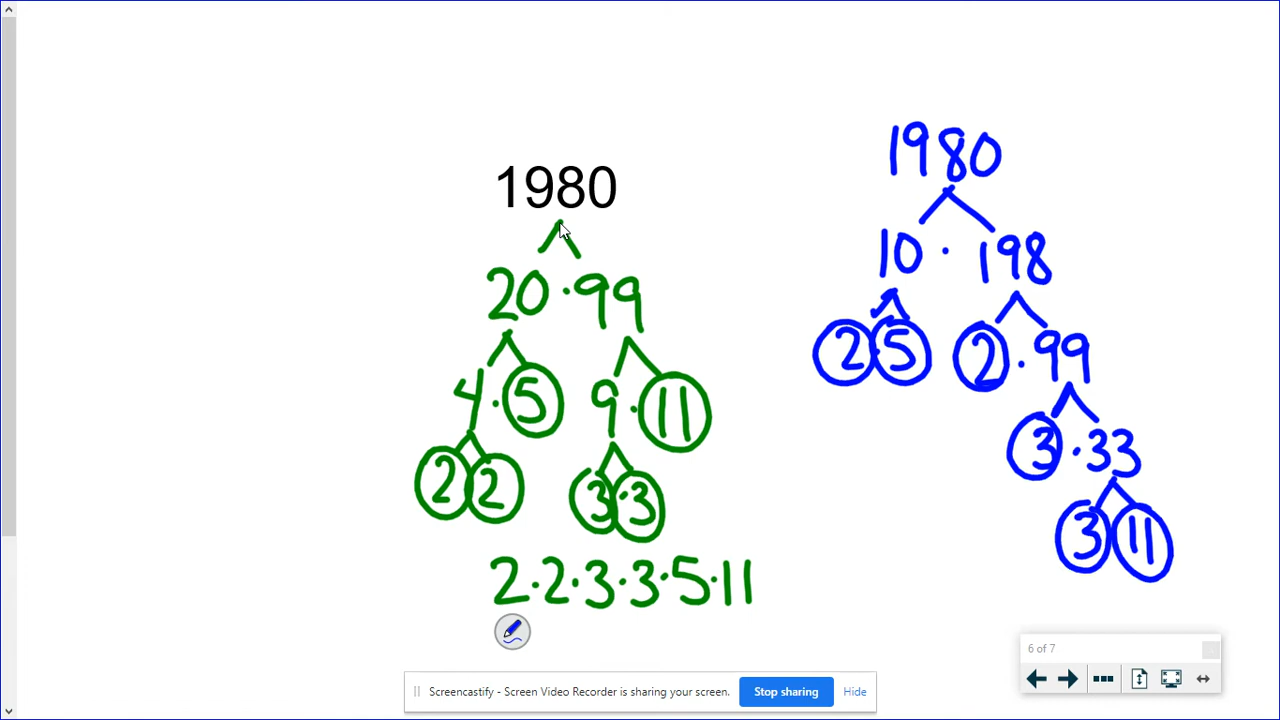 1980
20 · 99
4 · 5 9 · 11
2 2 3 · 3
2 · 2 · 3 · 3 · 5 · 11
1980
10 · 198
2 · 5 2 · 99
3 · 33
3 11
6 of 7
Screencastify - Screen Video Recorder is sharing your screen.
Stop sharing
Hide